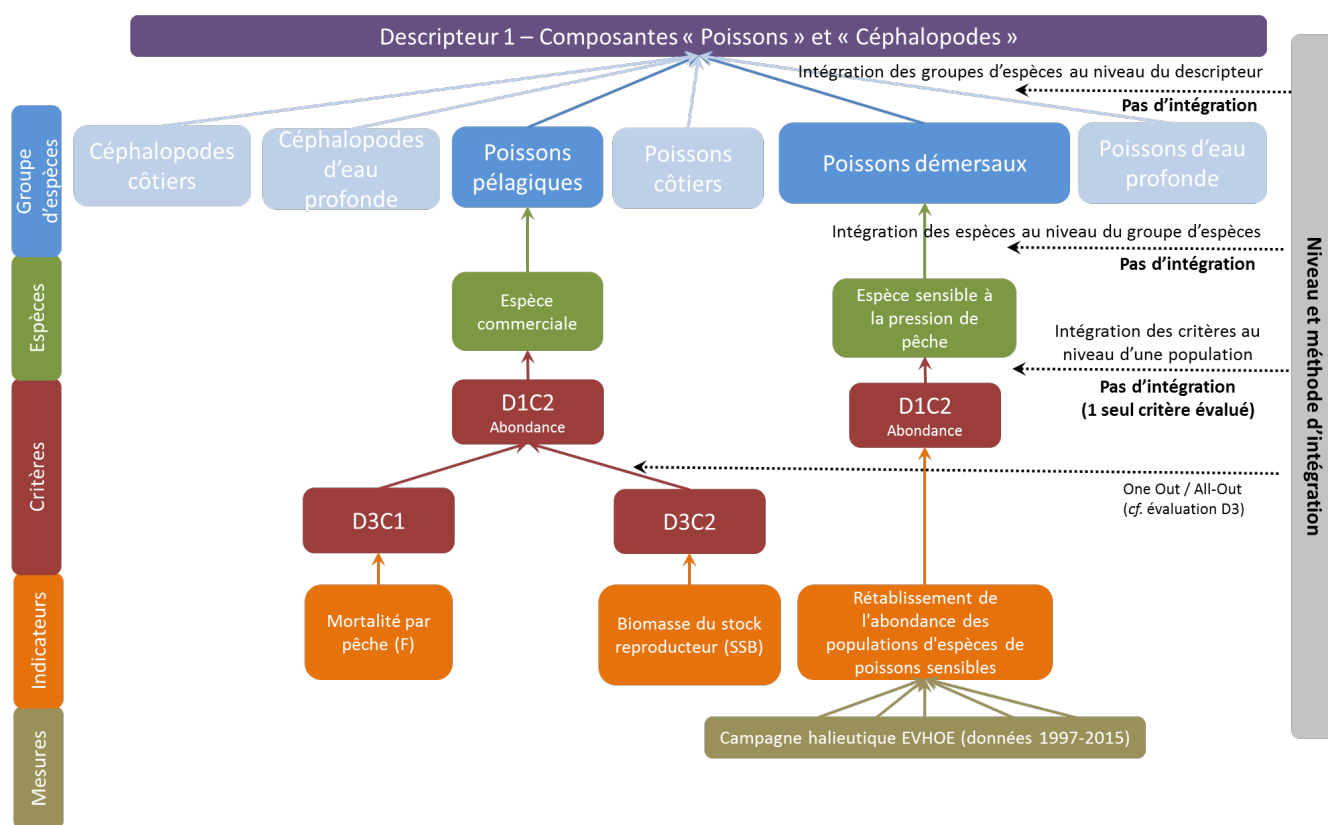 Descripteur 1 – Composantes « Poissons » et « Céphalopodes »
Intégration des groupes d’espèces au niveau du descripteur
Pas d’intégration
Groupe
d’espèces
Céphalopodes
côtiers
Céphalopodes
d’eau
profonde
Poissons
pélagiques
Poissons
côtiers
Poissons démersaux
Poissons d’eau
profonde
Intégration des espèces au niveau du groupe d’espèces
Pas d’intégration
Espèces
Espèce
commerciale
Espèce sensible à
la pression de
pêche
Intégration des critères au
niveau d’une population
Pas d’intégration
(1 seul critère évalué)
Critères
D1C2
Abondance
D1C2
Abondance
One Out / All-Out
(cf. évaluation D3)
D3C1
D3C2
Indicateurs
Mortalité par
pêche (F)
Biomasse du stock
reproducteur (SSB)
Rétablissement de
l'abondance des
populations d'espèces de
poissons sensibles
Mesures
Campagne halieutique EVHOE (données 1997-2015)
Niveau et méthode d’intégration